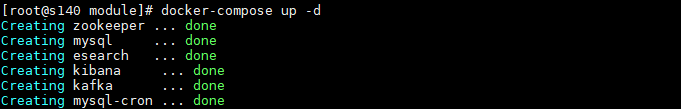 [root@s140 module]# docker-compose up -d
Creating zookeeper ... done
Creating mysql     ... done
Creating esearch   ... done
Creating kibana     ... done
Creating kafka      ... done
Creating mysql-cron ... done